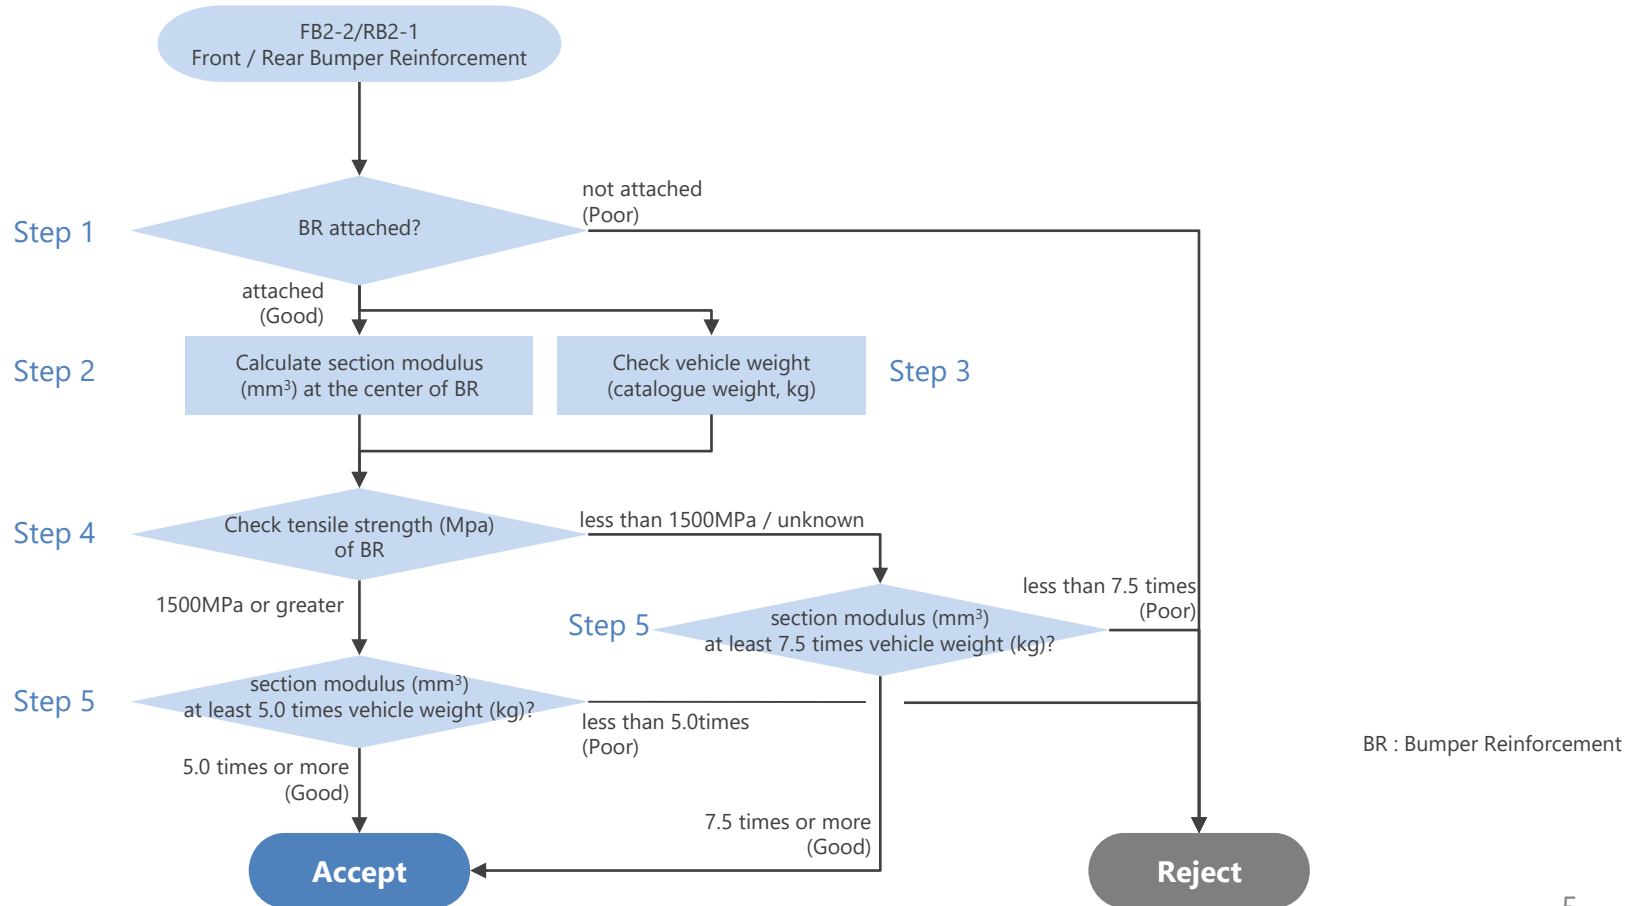 FB2-2/RB2-1
Front / Rear Bumper Reinforcement
not attached
(Poor)
Step 1
BR attached?
attached
(Good)
Step 2
Calculate section modulus
(mm³) at the center of BR
Check vehicle weight
(catalogue weight, kg)
Step 3
Step 4
Check tensile strength (Mpa)
of BR
less than 1500MPa / unknown
1500MPa or greater
less than 7.5 times
(Poor)
Step 5
section modulus (mm³)
at least 7.5 times vehicle weight (kg)?
Step 5
section modulus (mm³)
at least 5.0 times vehicle weight (kg)?
less than 5.0times
(Poor)
BR : Bumper Reinforcement
5.0 times or more
(Good)
7.5 times or more
(Good)
Accept
Reject